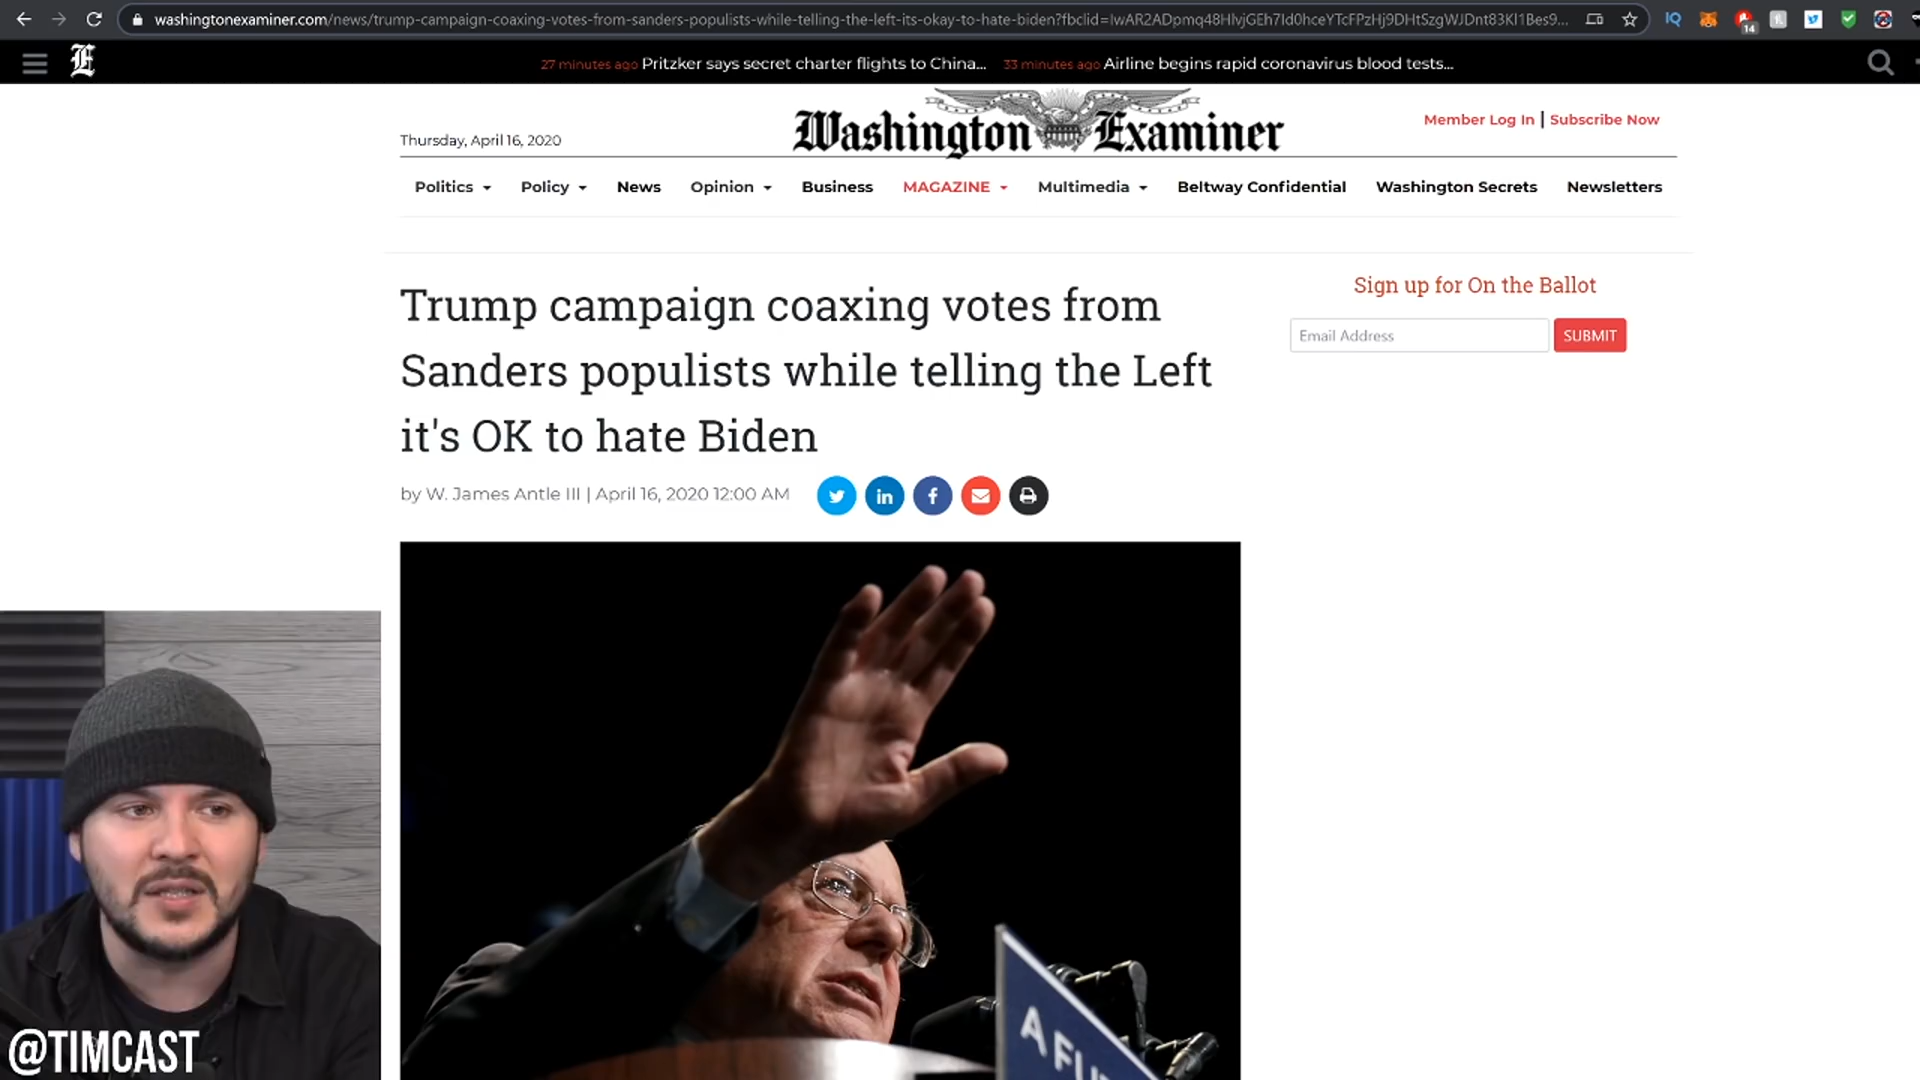 washingtonexaminer.com/news/trump-campaign-coaxing-votes-from-sanders-populists-while-telling-the-left-its-okay-to-hate-biden?fbclid=
IQ
14
E
27 minutes ago Pritzker says secret charter flights to China... 33 minutes ago Airline begins rapid coronavirus blood tests...
Thursday, April 16, 2020
Washington Examiner
Member Log In | Subscribe Now
Politics Policy News Opinion Business MAGAZINE Multimedia Beltway Confidential Washington Secrets Newsletters
Trump campaign coaxing votes from
Sanders populists while telling the Left
it's OK to hate Biden
by W. James Antle III | April 16, 2020 12:00 AM
in
f
Sign up for On the Ballot
Email Address
SUBMIT
A FU
@TIMCAST